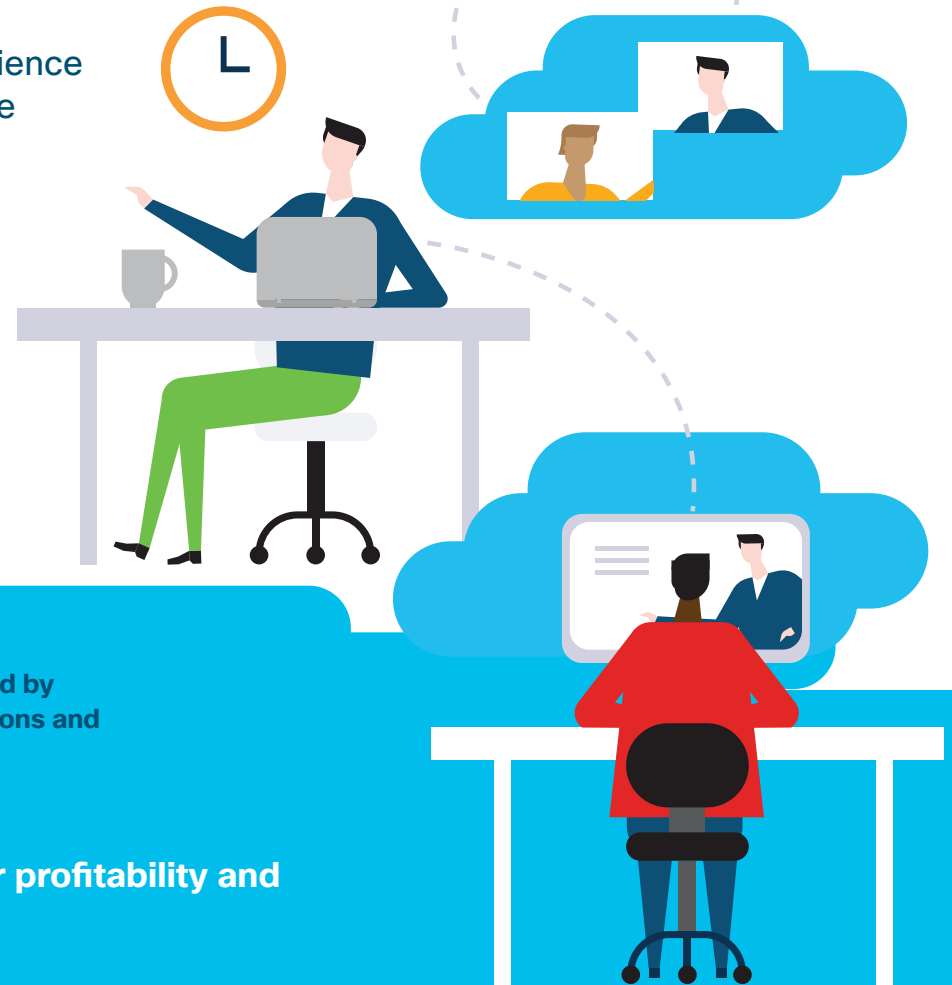 ience
e
d by
ons and
r profitability and